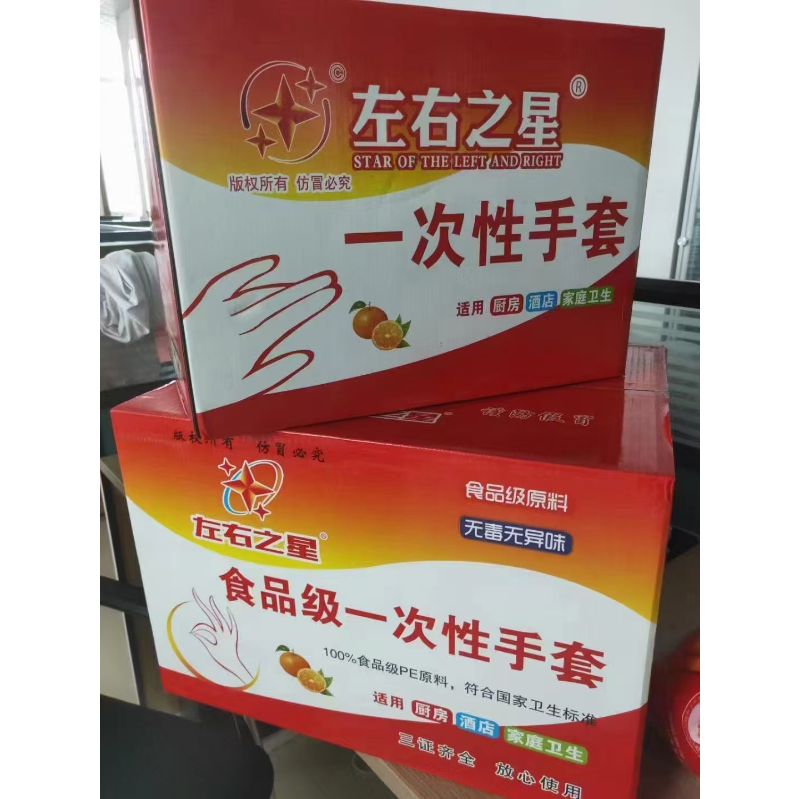 ©
左右之星®
STAR OF THE LEFT AND RIGHT
版权所有 仿冒必究
一次性手套
适用 厨房 酒店 家庭卫生
版权所有 仿冒必究
左右之星®
食品级原料
无毒无异味
食品级一次性手套
100%食品级PE原料，符合国家卫生标准
适用 厨房 酒店 家庭卫生
三证齐全 放心使用